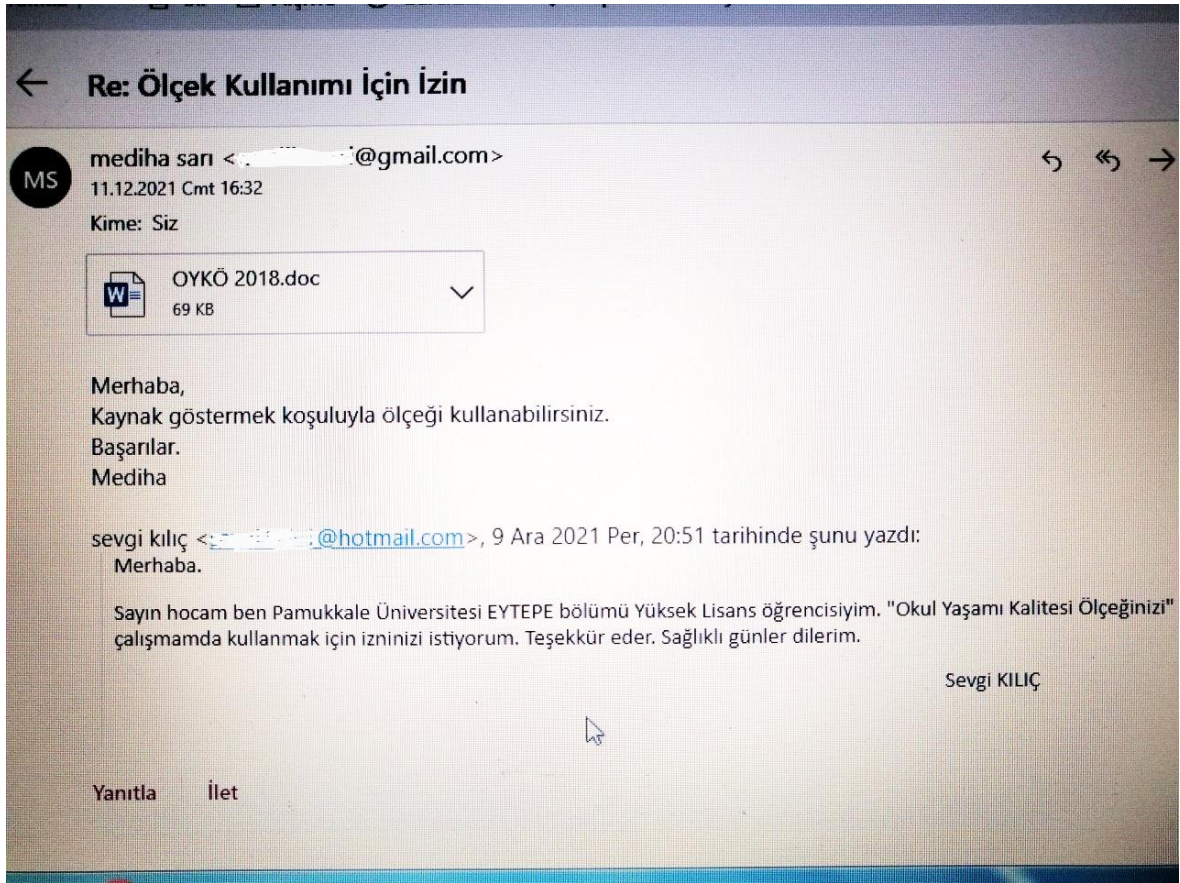 Re: Ölçek Kullanımı İçin İzin
MS
mediha sarı < @gmail.com>
11.12.2021 Cmt 16:32
Kime: Siz
OYKÖ 2018.doc
69 KB
Merhaba,
Kaynak göstermek koşuluyla ölçeği kullanabilirsiniz.
Başarılar.
Mediha
sevgi kılıç < @hotmail.com>, 9 Ara 2021 Per, 20:51 tarihinde şunu yazdı:
Merhaba.
Sayın hocam ben Pamukkale Üniversitesi EYTEPE bölümü Yüksek Lisans öğrencisiyim. "Okul Yaşamı Kalitesi Ölçeğinizi"
çalışmamda kullanmak için izninizi istiyorum. Teşekkür eder. Sağlıklı günler dilerim.
Sevgi KILIÇ
Yanıtla İlet